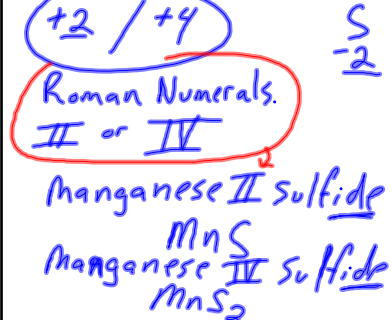 +2 / +4
S
-2
Roman Numerals.
II or IV
Manganese II Sulfide
MnS
Manganese IV Sulfide
MnS2